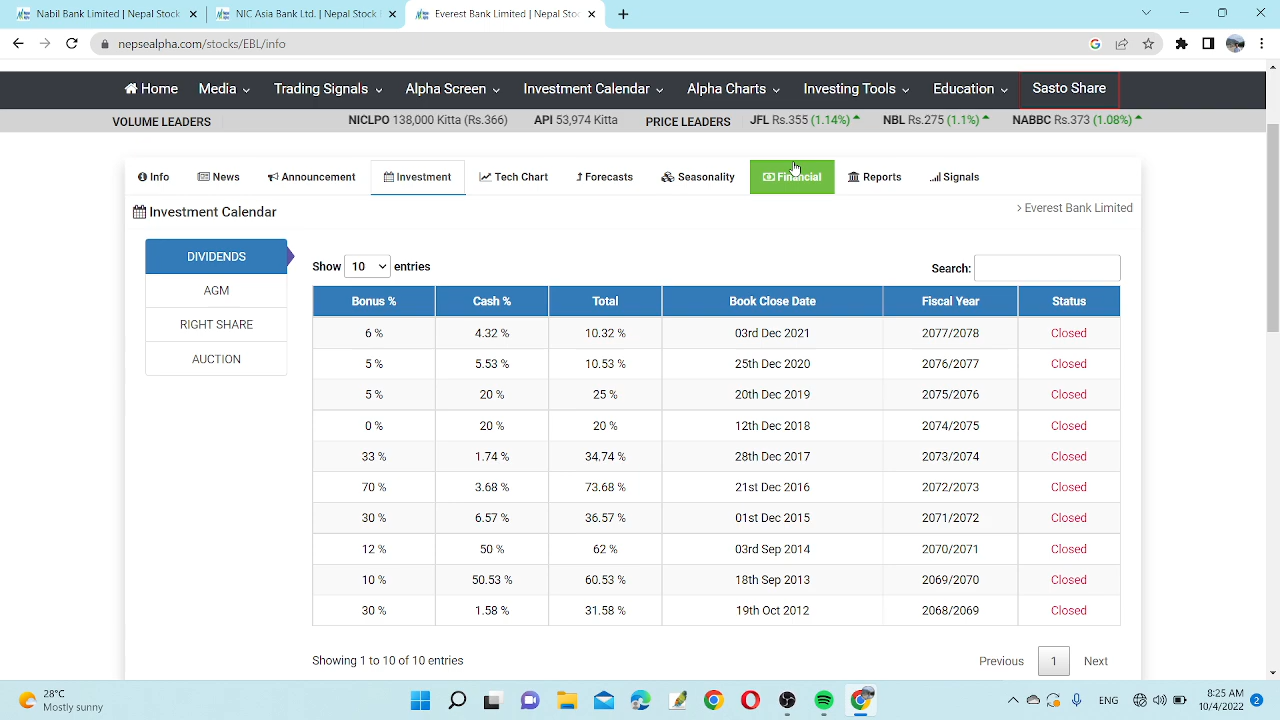 Nabil Bank Limited | Nepal Stock
NIC Asia Bank Ltd. | Nepal Stock
Everest Bank Limited | Nepal Stoc
nepsealpha.com/stocks/EBL/info
Home Media Trading Signals Alpha Screen Investment Calendar Alpha Charts Investing Tools Education Sasto Share
VOLUME LEADERS NICLPO 138,000 Kitta (Rs.366) API 53,974 Kitta PRICE LEADERS JFL Rs.355 (1.14%) NBL Rs.275 (1.1%) NABBC Rs.373 (1.08%)
Info News Announcement Investment Tech Chart Forecasts Seasonality Financial Reports Signals
Investment Calendar > Everest Bank Limited
DIVIDENDS
AGM
RIGHT SHARE
AUCTION
Show 10 entries Search:
Bonus % Cash % Total Book Close Date Fiscal Year Status
6 % 4.32 % 10.32 % 03rd Dec 2021 2077/2078 Closed
5 % 5.53 % 10.53 % 25th Dec 2020 2076/2077 Closed
5 % 20 % 25 % 20th Dec 2019 2075/2076 Closed
0 % 20 % 20 % 12th Dec 2018 2074/2075 Closed
33 % 1.74 % 34.74 % 28th Dec 2017 2073/2074 Closed
70 % 3.68 % 73.68 % 21st Dec 2016 2072/2073 Closed
30 % 6.57 % 36.57 % 01st Dec 2015 2071/2072 Closed
12 % 50 % 62 % 03rd Sep 2014 2070/2071 Closed
10 % 50.53 % 60.53 % 18th Sep 2013 2069/2070 Closed
30 % 1.58 % 31.58 % 19th Oct 2012 2068/2069 Closed
Showing 1 to 10 of 10 entries Previous 1 Next
28°C
Mostly sunny
ENG
8:25 AM
10/4/2022
2